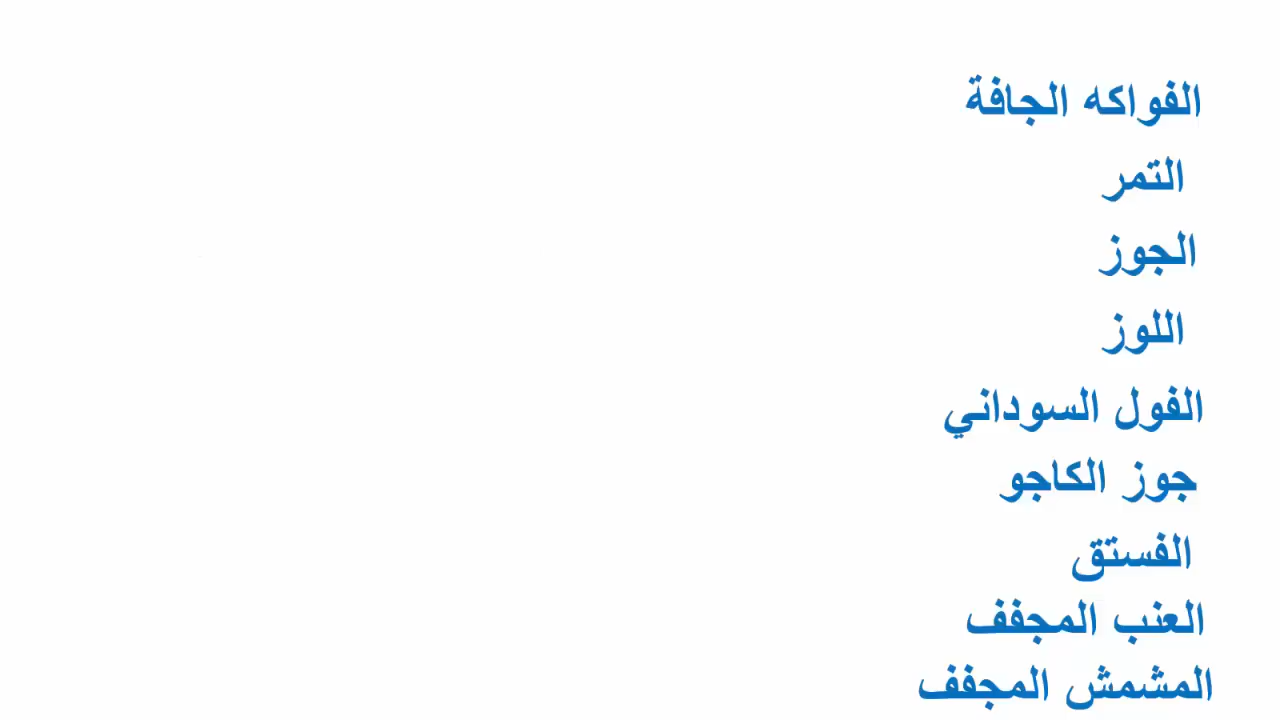 الفواكه الجافة
التمر
الجوز
اللوز
الفول السوداني
جوز الكاجو
الفستق
العنب المجفف
المشمش المجفف